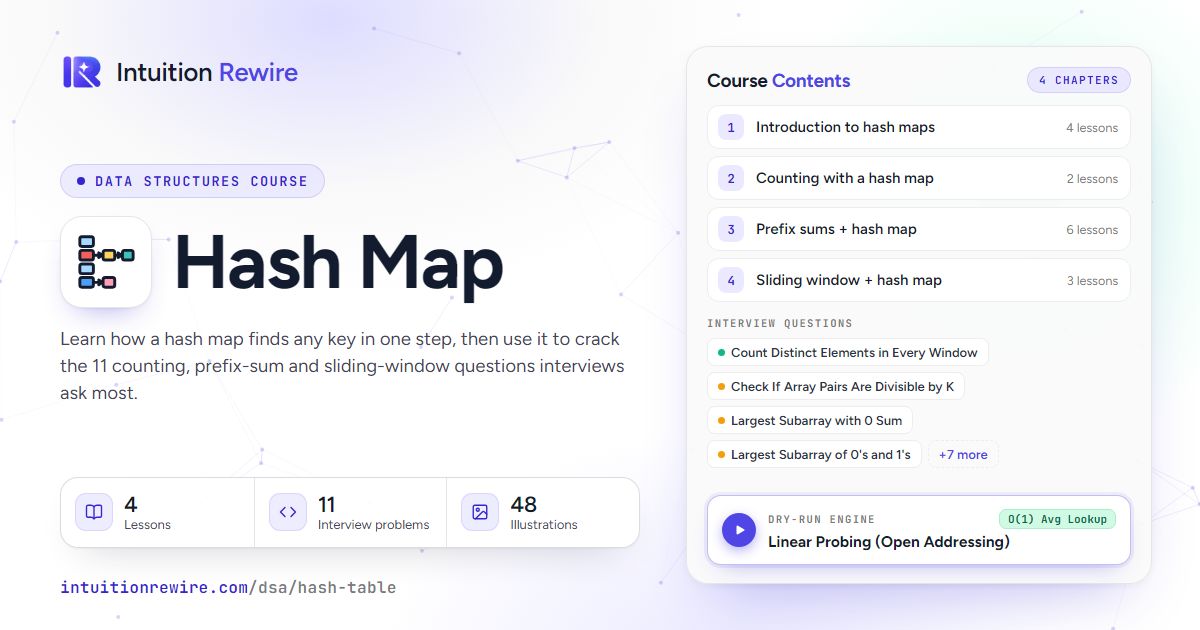 Intuition Rewire
DATA STRUCTURES COURSE
Hash Map
Learn how a hash map finds any key in one step, then use it to crack
the 11 counting, prefix-sum and sliding-window questions interviews
ask most.
4
Lessons
11
Interview problems
48
Illustrations
intuitionrewire.com/dsa/hash-table
Course Contents
4 CHAPTERS
1 Introduction to hash maps 4 lessons
2 Counting with a hash map 2 lessons
3 Prefix sums + hash map 6 lessons
4 Sliding window + hash map 3 lessons
INTERVIEW QUESTIONS
Count Distinct Elements in Every Window
Check If Array Pairs Are Divisible by K
Largest Subarray with 0 Sum
Largest Subarray of 0's and 1's +7 more
DRY-RUN ENGINE
O(1) Avg Lookup
Linear Probing (Open Addressing)